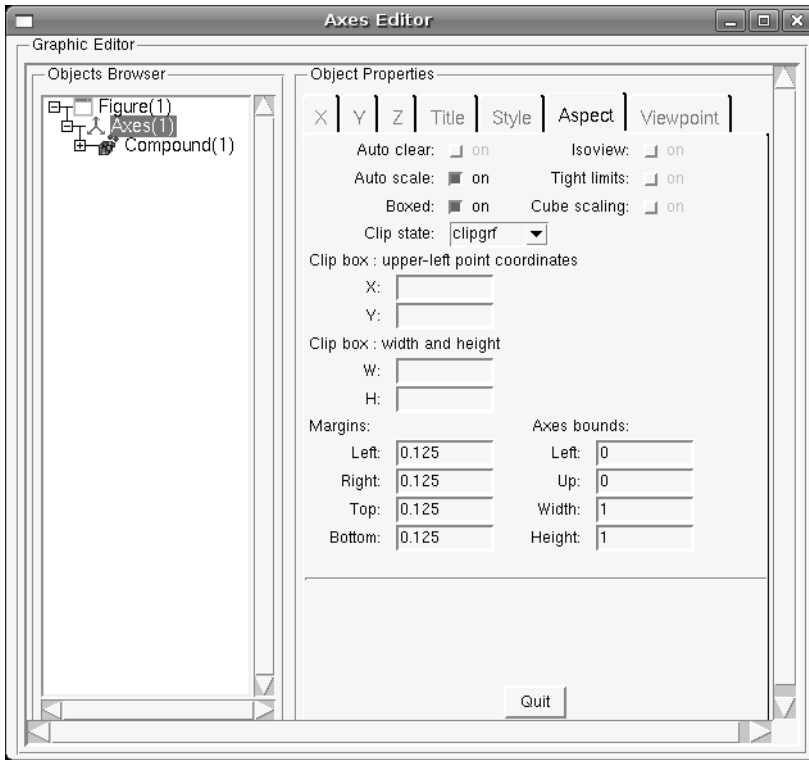 Axes Editor
Graphic Editor
Objects Browser
Figure(1)
Axes(1)
Compound(1)
Object Properties
X Y Z Title Style Aspect Viewpoint
Auto clear: on Isoview: on
Auto scale: on Tight limits: on
Boxed: on Cube scaling: on
Clip state: clipgrf
Clip box : upper-left point coordinates
X:
Y:
Clip box : width and height
W:
H:
Margins: Axes bounds:
Left: 0.125 Left: 0
Right: 0.125 Up: 0
Top: 0.125 Width: 1
Bottom: 0.125 Height: 1
Quit